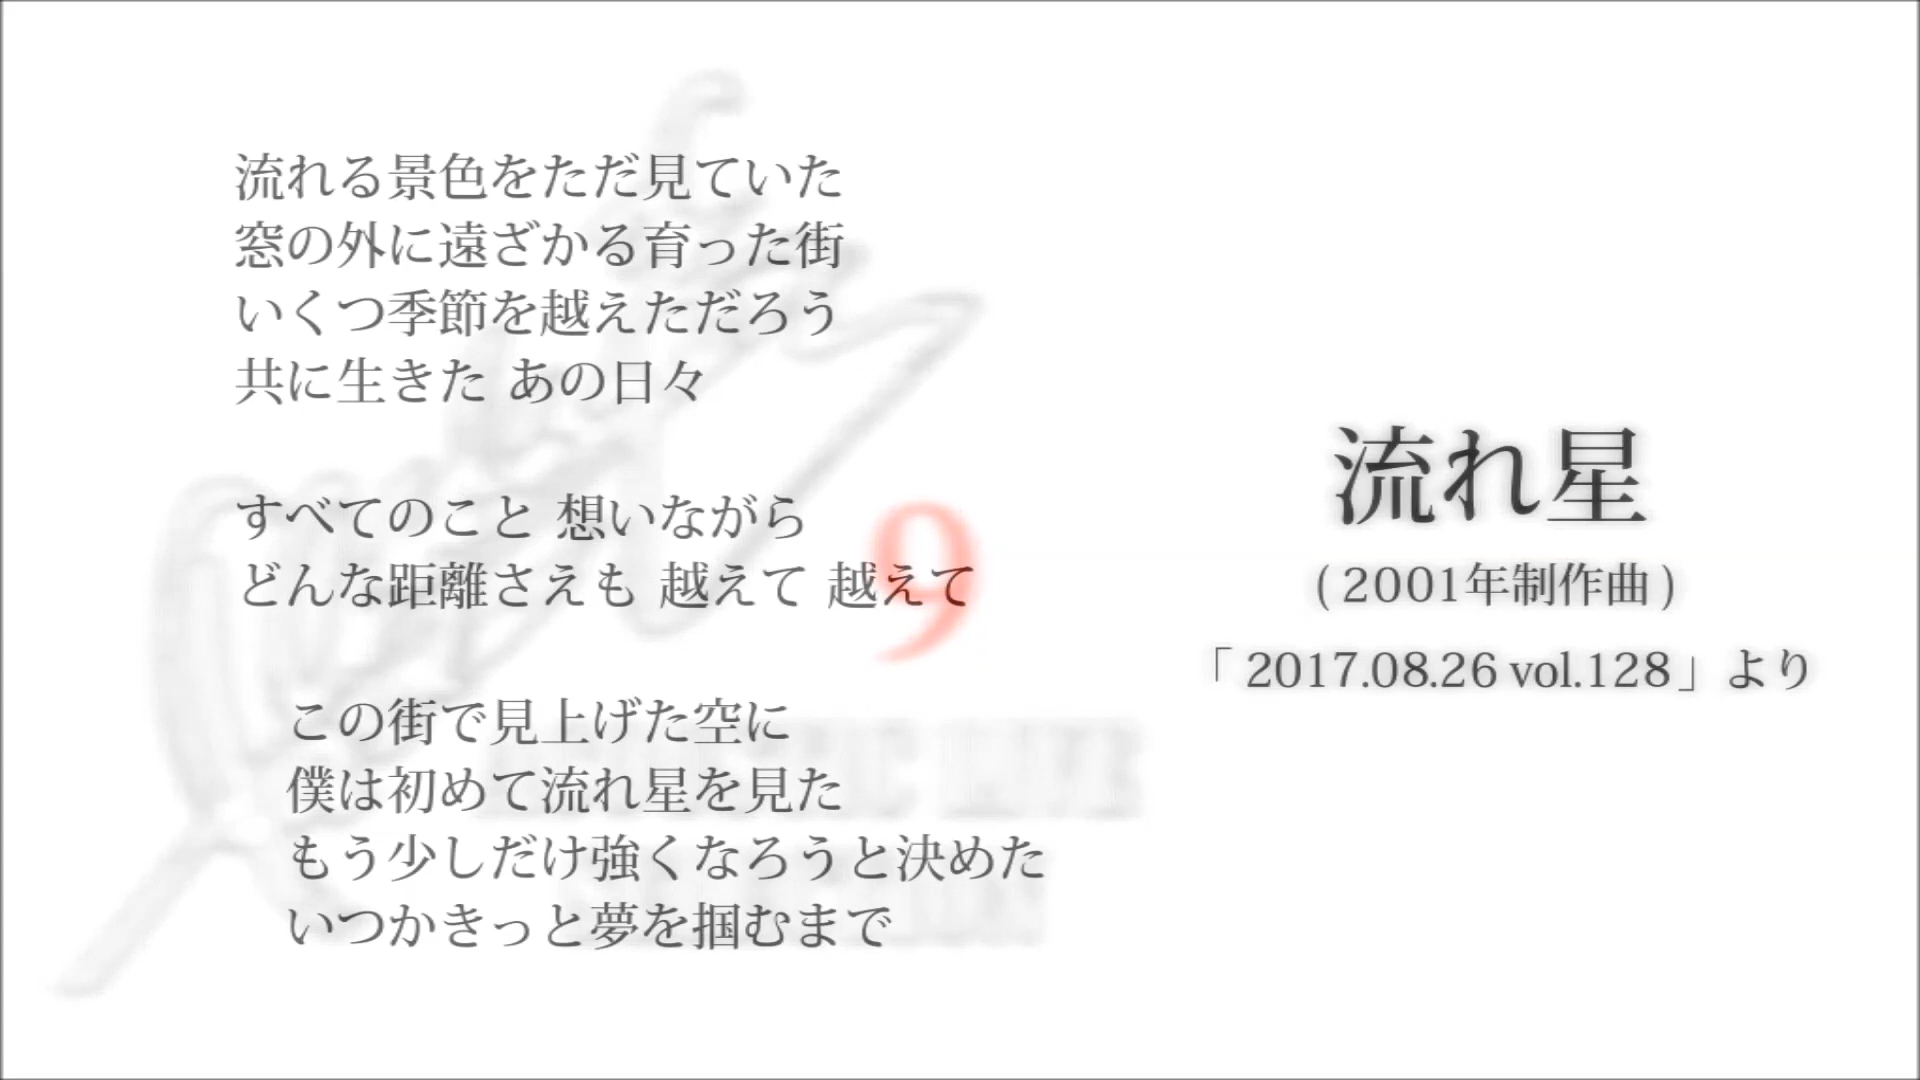 流れる景色をただ見ていた
窓の外に遠ざかる育った街
いくつ季節を越えただろう
共に生きた あの日々
すべてのこと 想いながら
どんな距離さえも 越えて 越えて
この街で見上げた空に
僕は初めて流れ星を見た
もう少しだけ強くなろうと決めた
いつかきっと夢を掴むまで
9
流れ星
(2001年制作曲)
「 2017.08.26 vol.128」より